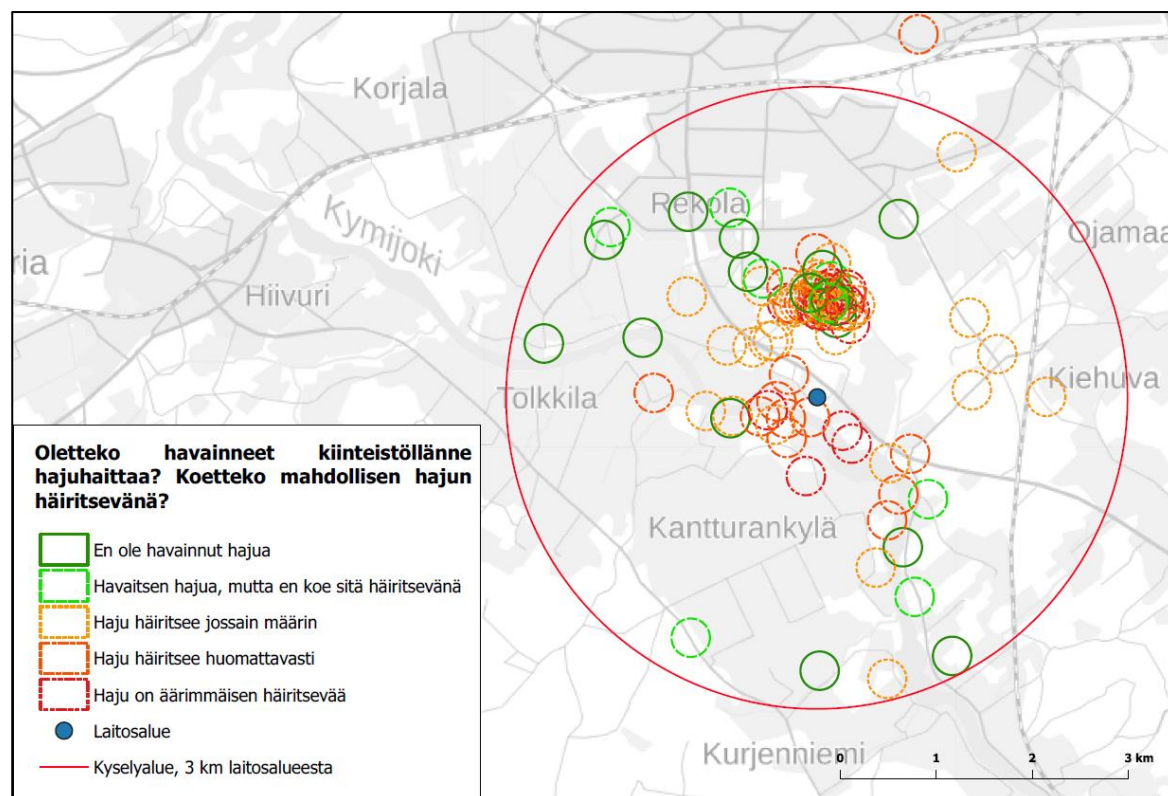 Korjala
Kymijoki
Rekola
Ojamaa
ria
Hiivuri
Tolkkila
Kiehuva
Oletteko havainneet kiinteistöllänne
hajuhaittaa? Koetteko mahdollisen hajun
häiritsevänä?
En ole havainnut hajua
Havaitsen hajua, mutta en koe sitä häiritsevänä
Haju häiritsee jossain määrin
Haju häiritsee huomattavasti
Haju on äärimmäisen häiritsevää
Laitosalue
Kyselyalue, 3 km laitosalueesta
Kantturankylä
Kurjenniemi
0 1 2 3 km